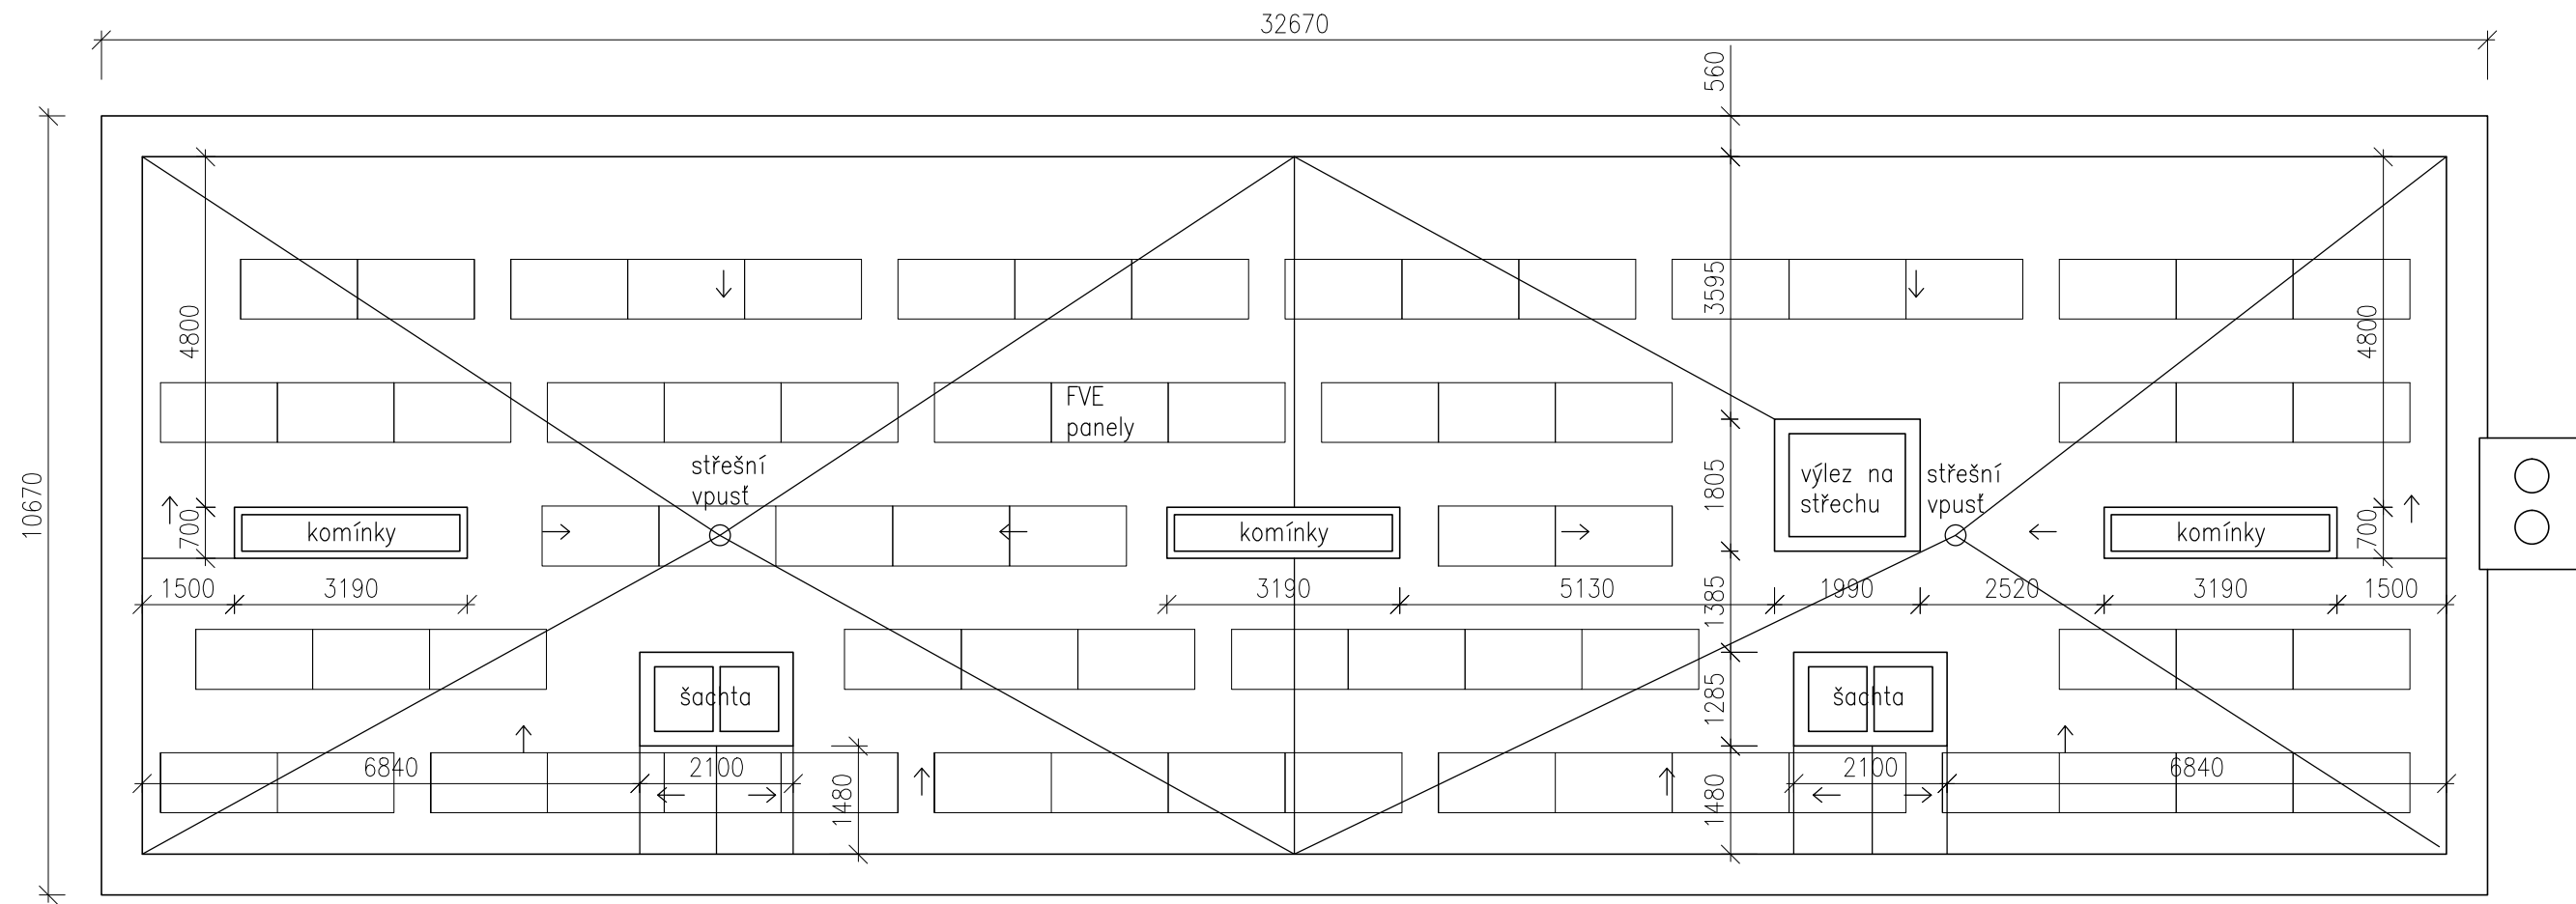 32670
560
10670
4800
3595
4800
FVE
panely
střešní
vpusť
1805
výlez na
střechu
střešní
vpusť
700
komínky
komínky
700
komínky
1500
3190
3190
5130
1385
1990
2520
3190
1500
šachta
1285
šachta
6840
2100
1480
1480
2100
6840